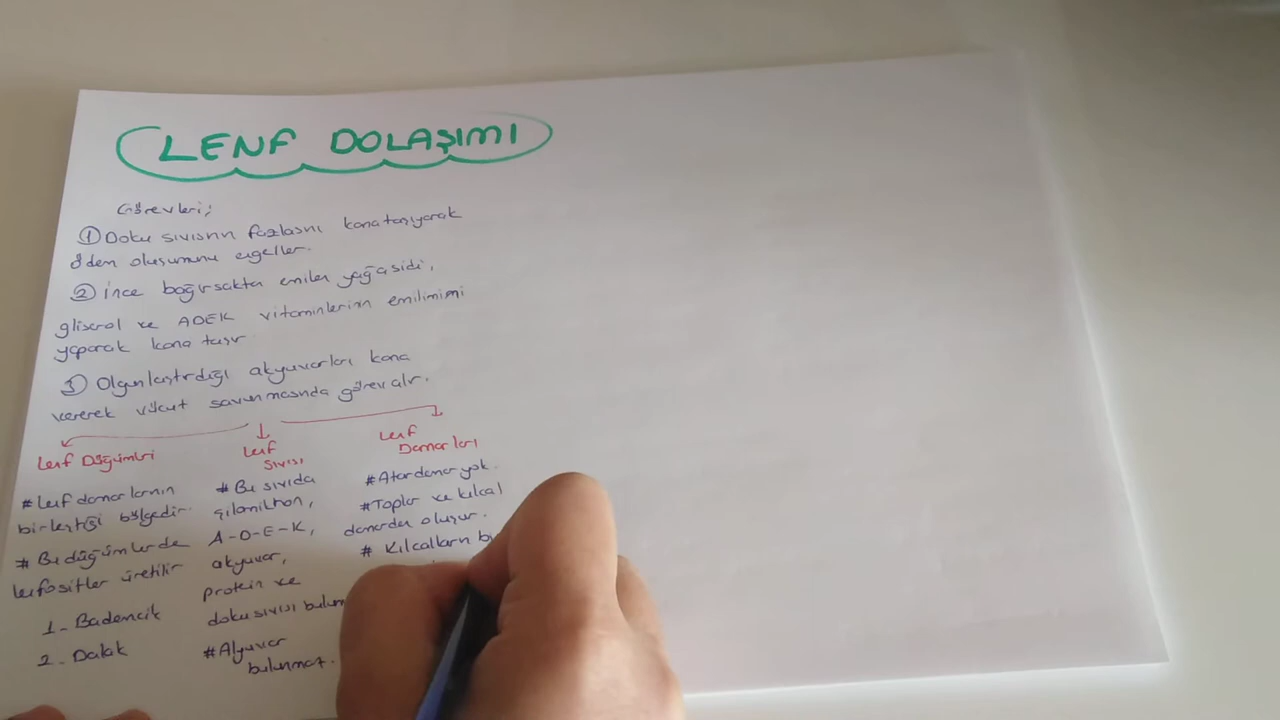 LENF DOLAŞIMI
Görevleri;
① Doku sıvısının fazlasını kana taşıyarak
ödem oluşumunu engeller.
② İnce bağırsakta emilen yağ asidi,
gliserol ve ADEK vitaminlerinin emilimini
yaparak kana taşır
③ Olgunlaştırdığı akyuvarları kana
vererek vücut savunmasında görev alır.
Lenf Düğümleri
# Lenf damarlarının
birleştiği bölgedir.
# Bu düğümlerde
lenfositler üretilir
1- Bademcik
2- Dalak
Lenf
Sıvısı
# Bu sıvıda
şilomikron,
A-D-E-K,
akyuvar,
protein ve
doku sıvısı
# Alyuvar
bulunmaz.
Lenf
Damarları
# Atardamar yok.
# Toplar ve kılcal
damardan oluşur.
# Kılcalların